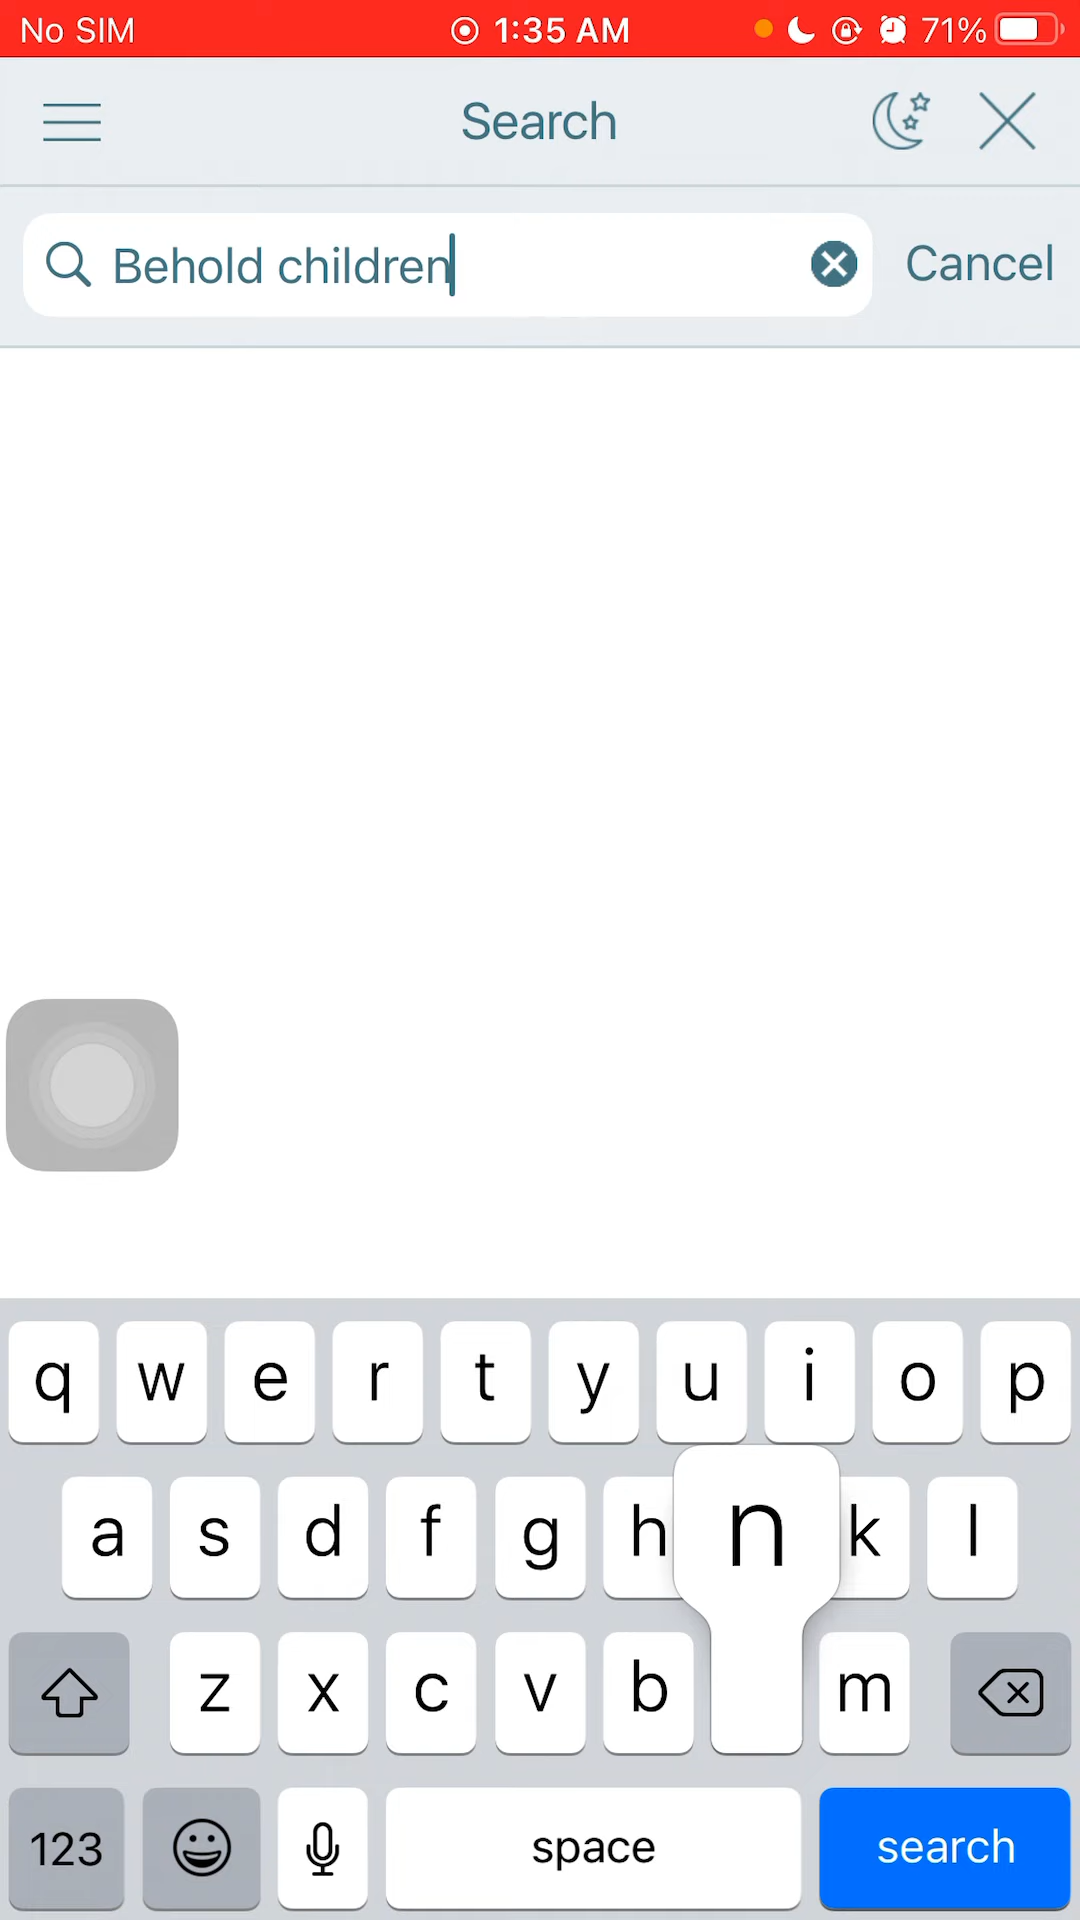 No SIM 1:35 AM 71%
Search
Behold children Cancel
q w e r t y u i o p
a s d f g h n k l
z x c v b m
123 space search